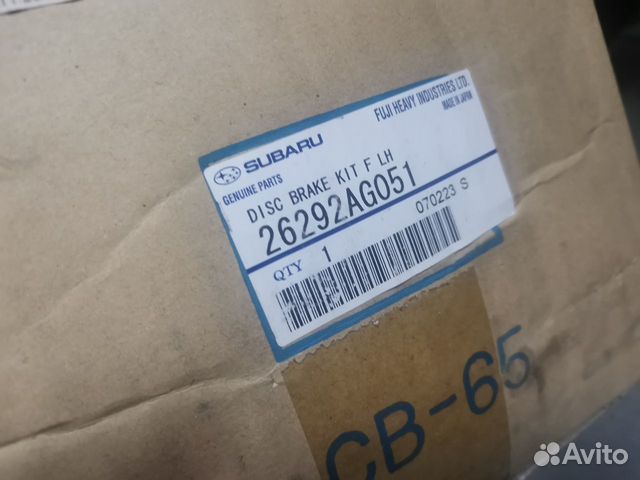 SUBARU
FUJI HEAVY INDUSTRIES LTD.
GENUINE PARTS
MADE IN JAPAN
DISC BRAKE KIT F LH
26292AG051
QTY 1
070223 S
CB-65
Avito